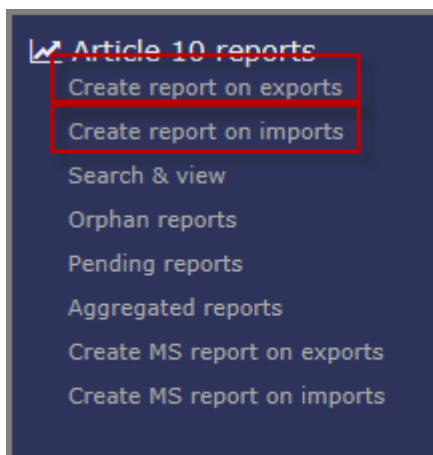 Article 10 reports
Create report on exports
Create report on imports
Search & view
Orphan reports
Pending reports
Aggregated reports
Create MS report on exports
Create MS report on imports